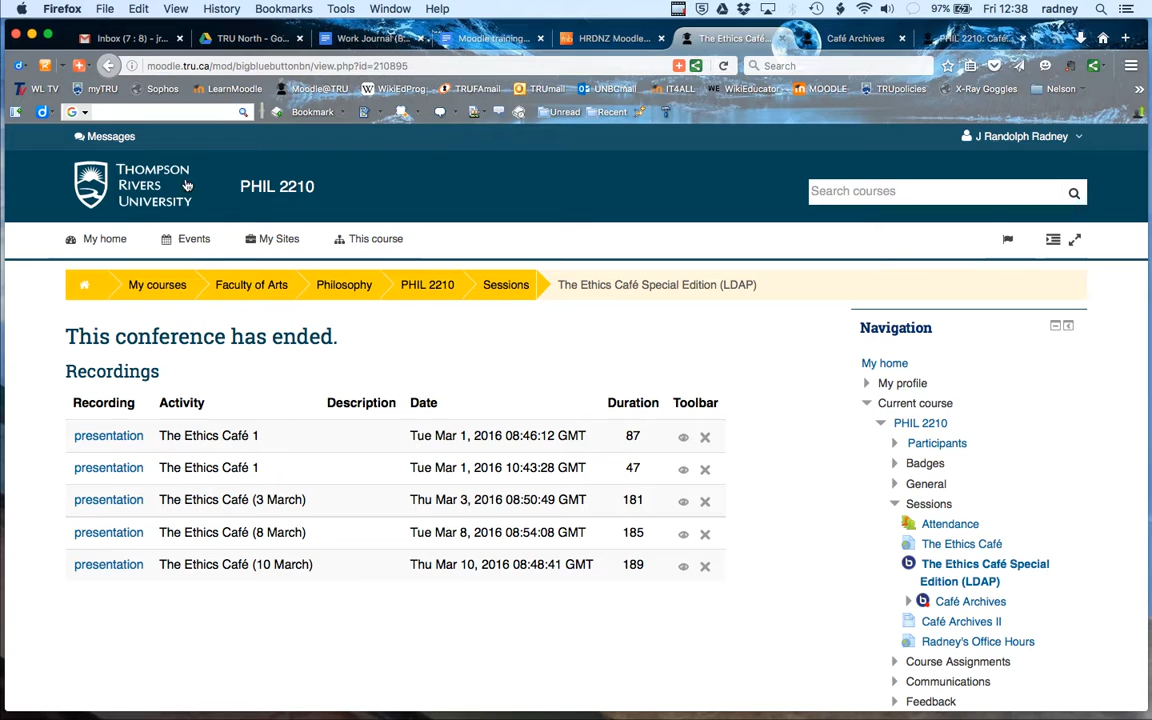 Firefox File Edit View History Bookmarks Tools Window Help 97% Fri 12:38 radney
Inbox (7 : 8) - jr... TRU North - Go... Work Journal (B... Moodle training... HRDNZ Moodle... The Ethics Café... Café Archives PHIL 2210: Café...
moodle.tru.ca/mod/bigbluebuttonbn/view.php?id=210895 Search
WL TV myTRU Sophos LearnMoodle Moodle@TRU WikiEdProg: TRUFAmail TRUmail UNBGmail IT4ALL WikiEducator MOODLE TRUpolicies X-Ray Goggles Nelson
Bookmark Unread Recent
Messages J Randolph Radney
THOMPSON
RIVERS
UNIVERSITY
PHIL 2210
Search courses
My home Events My Sites This course
My courses Faculty of Arts Philosophy PHIL 2210 Sessions The Ethics Café Special Edition (LDAP)
This conference has ended.
Recordings
Recording Activity Description Date Duration Toolbar
presentation The Ethics Café 1 Tue Mar 1, 2016 08:46:12 GMT 87
presentation The Ethics Café 1 Tue Mar 1, 2016 10:43:28 GMT 47
presentation The Ethics Café (3 March) Thu Mar 3, 2016 08:50:49 GMT 181
presentation The Ethics Café (8 March) Tue Mar 8, 2016 08:54:08 GMT 185
presentation The Ethics Café (10 March) Thu Mar 10, 2016 08:48:41 GMT 189
Navigation
My home
My profile
Current course
PHIL 2210
Participants
Badges
General
Sessions
Attendance
The Ethics Café
The Ethics Café Special
Edition (LDAP)
Café Archives
Café Archives II
Radney's Office Hours
Course Assignments
Communications
Feedback